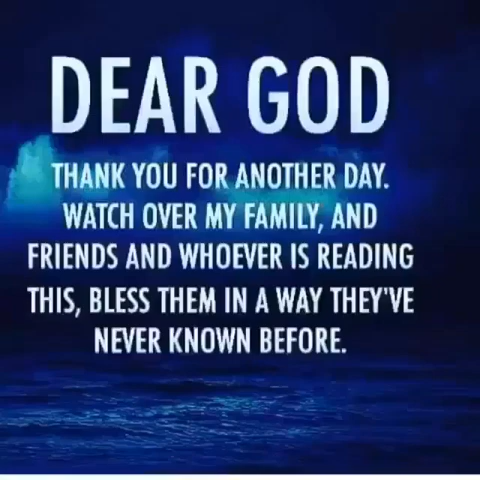 DEAR GOD
THANK YOU FOR ANOTHER DAY.
WATCH OVER MY FAMILY, AND
FRIENDS AND WHOEVER IS READING
THIS, BLESS THEM IN A WAY THEY'VE
NEVER KNOWN BEFORE.